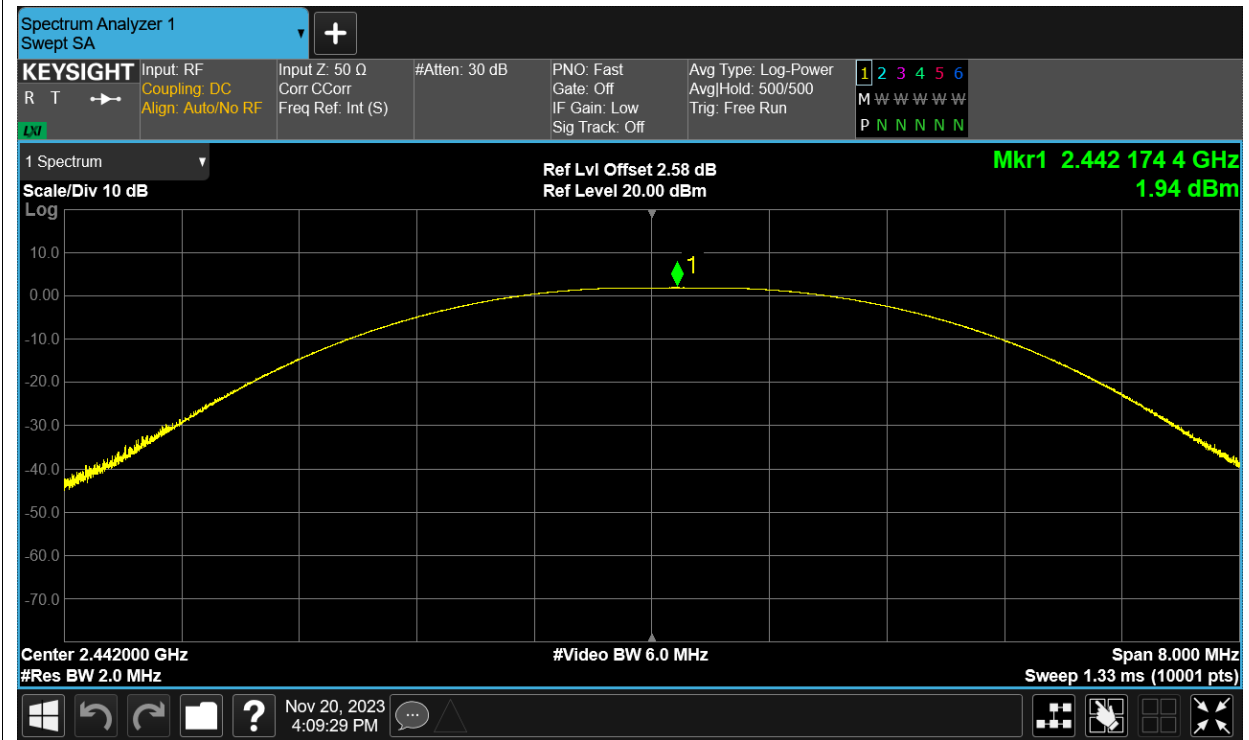 Spectrum Analyzer 1
Swept SA
KEYSIGHT
R T
LXI
Input: RF
Coupling: DC
Align: Auto/No RF
Input Z: 50 Ω
Corr CCorr
Freq Ref: Int (S)
#Atten: 30 dB
PNO: Fast
Gate: Off
IF Gain: Low
Sig Track: Off
Avg Type: Log-Power
Avg|Hold: 500/500
Trig: Free Run
1 2 3 4 5 6
M W W W W W
P N N N N N
1 Spectrum
Scale/Div 10 dB
Ref Lvl Offset 2.58 dB
Ref Level 20.00 dBm
Mkr1 2.442 174 4 GHz
1.94 dBm
Log
10.0
0.00
-10.0
-20.0
-30.0
-40.0
-50.0
-60.0
-70.0
1
Center 2.442000 GHz
#Res BW 2.0 MHz
#Video BW 6.0 MHz
Span 8.000 MHz
Sweep 1.33 ms (10001 pts)
?
Nov 20, 2023
4:09:29 PM